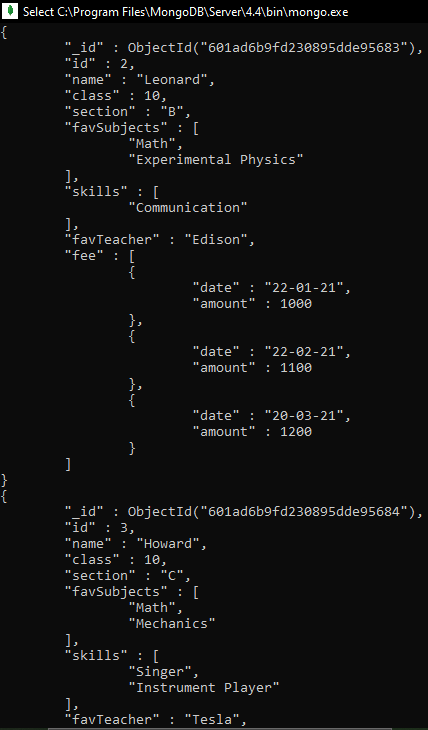 Select C:\Program Files\MongoDB\Server\4.4\bin\mongo.exe
{
        "_id" : ObjectId("601ad6b9fd230895dde95683"),
        "id" : 2,
        "name" : "Leonard",
        "class" : 10,
        "section" : "B",
        "favSubjects" : [
                "Math",
                "Experimental Physics"
        ],
        "skills" : [
                "Communication"
        ],
        "favTeacher" : "Edison",
        "fee" : [
                {
                        "date" : "22-01-21",
                        "amount" : 1000
                },
                {
                        "date" : "22-02-21",
                        "amount" : 1100
                },
                {
                        "date" : "20-03-21",
                        "amount" : 1200
                }
        ]
}
{
        "_id" : ObjectId("601ad6b9fd230895dde95684"),
        "id" : 3,
        "name" : "Howard",
        "class" : 10,
        "section" : "C",
        "favSubjects" : [
                "Math",
                "Mechanics"
        ],
        "skills" : [
                "Singer",
                "Instrument Player"
        ],
        "favTeacher" : "Tesla",